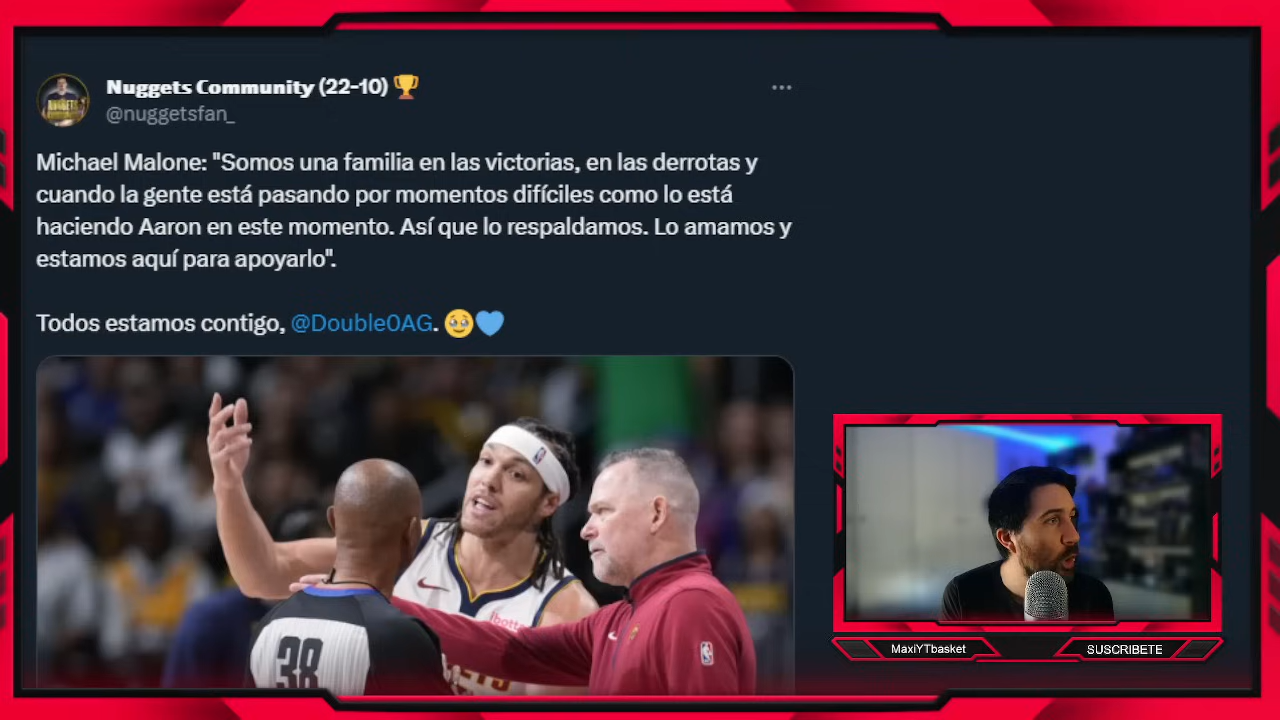 Nuggets Community (22-10) 🏆
@nuggetsfan_
Michael Malone: "Somos una familia en las victorias, en las derrotas y
cuando la gente está pasando por momentos difíciles como lo está
haciendo Aaron en este momento. Así que lo respaldamos. Lo amamos y
estamos aquí para apoyarlo".
Todos estamos contigo, @Double0AG. 🥹💙
38
MaxiYTbasket
SUSCRIBETE